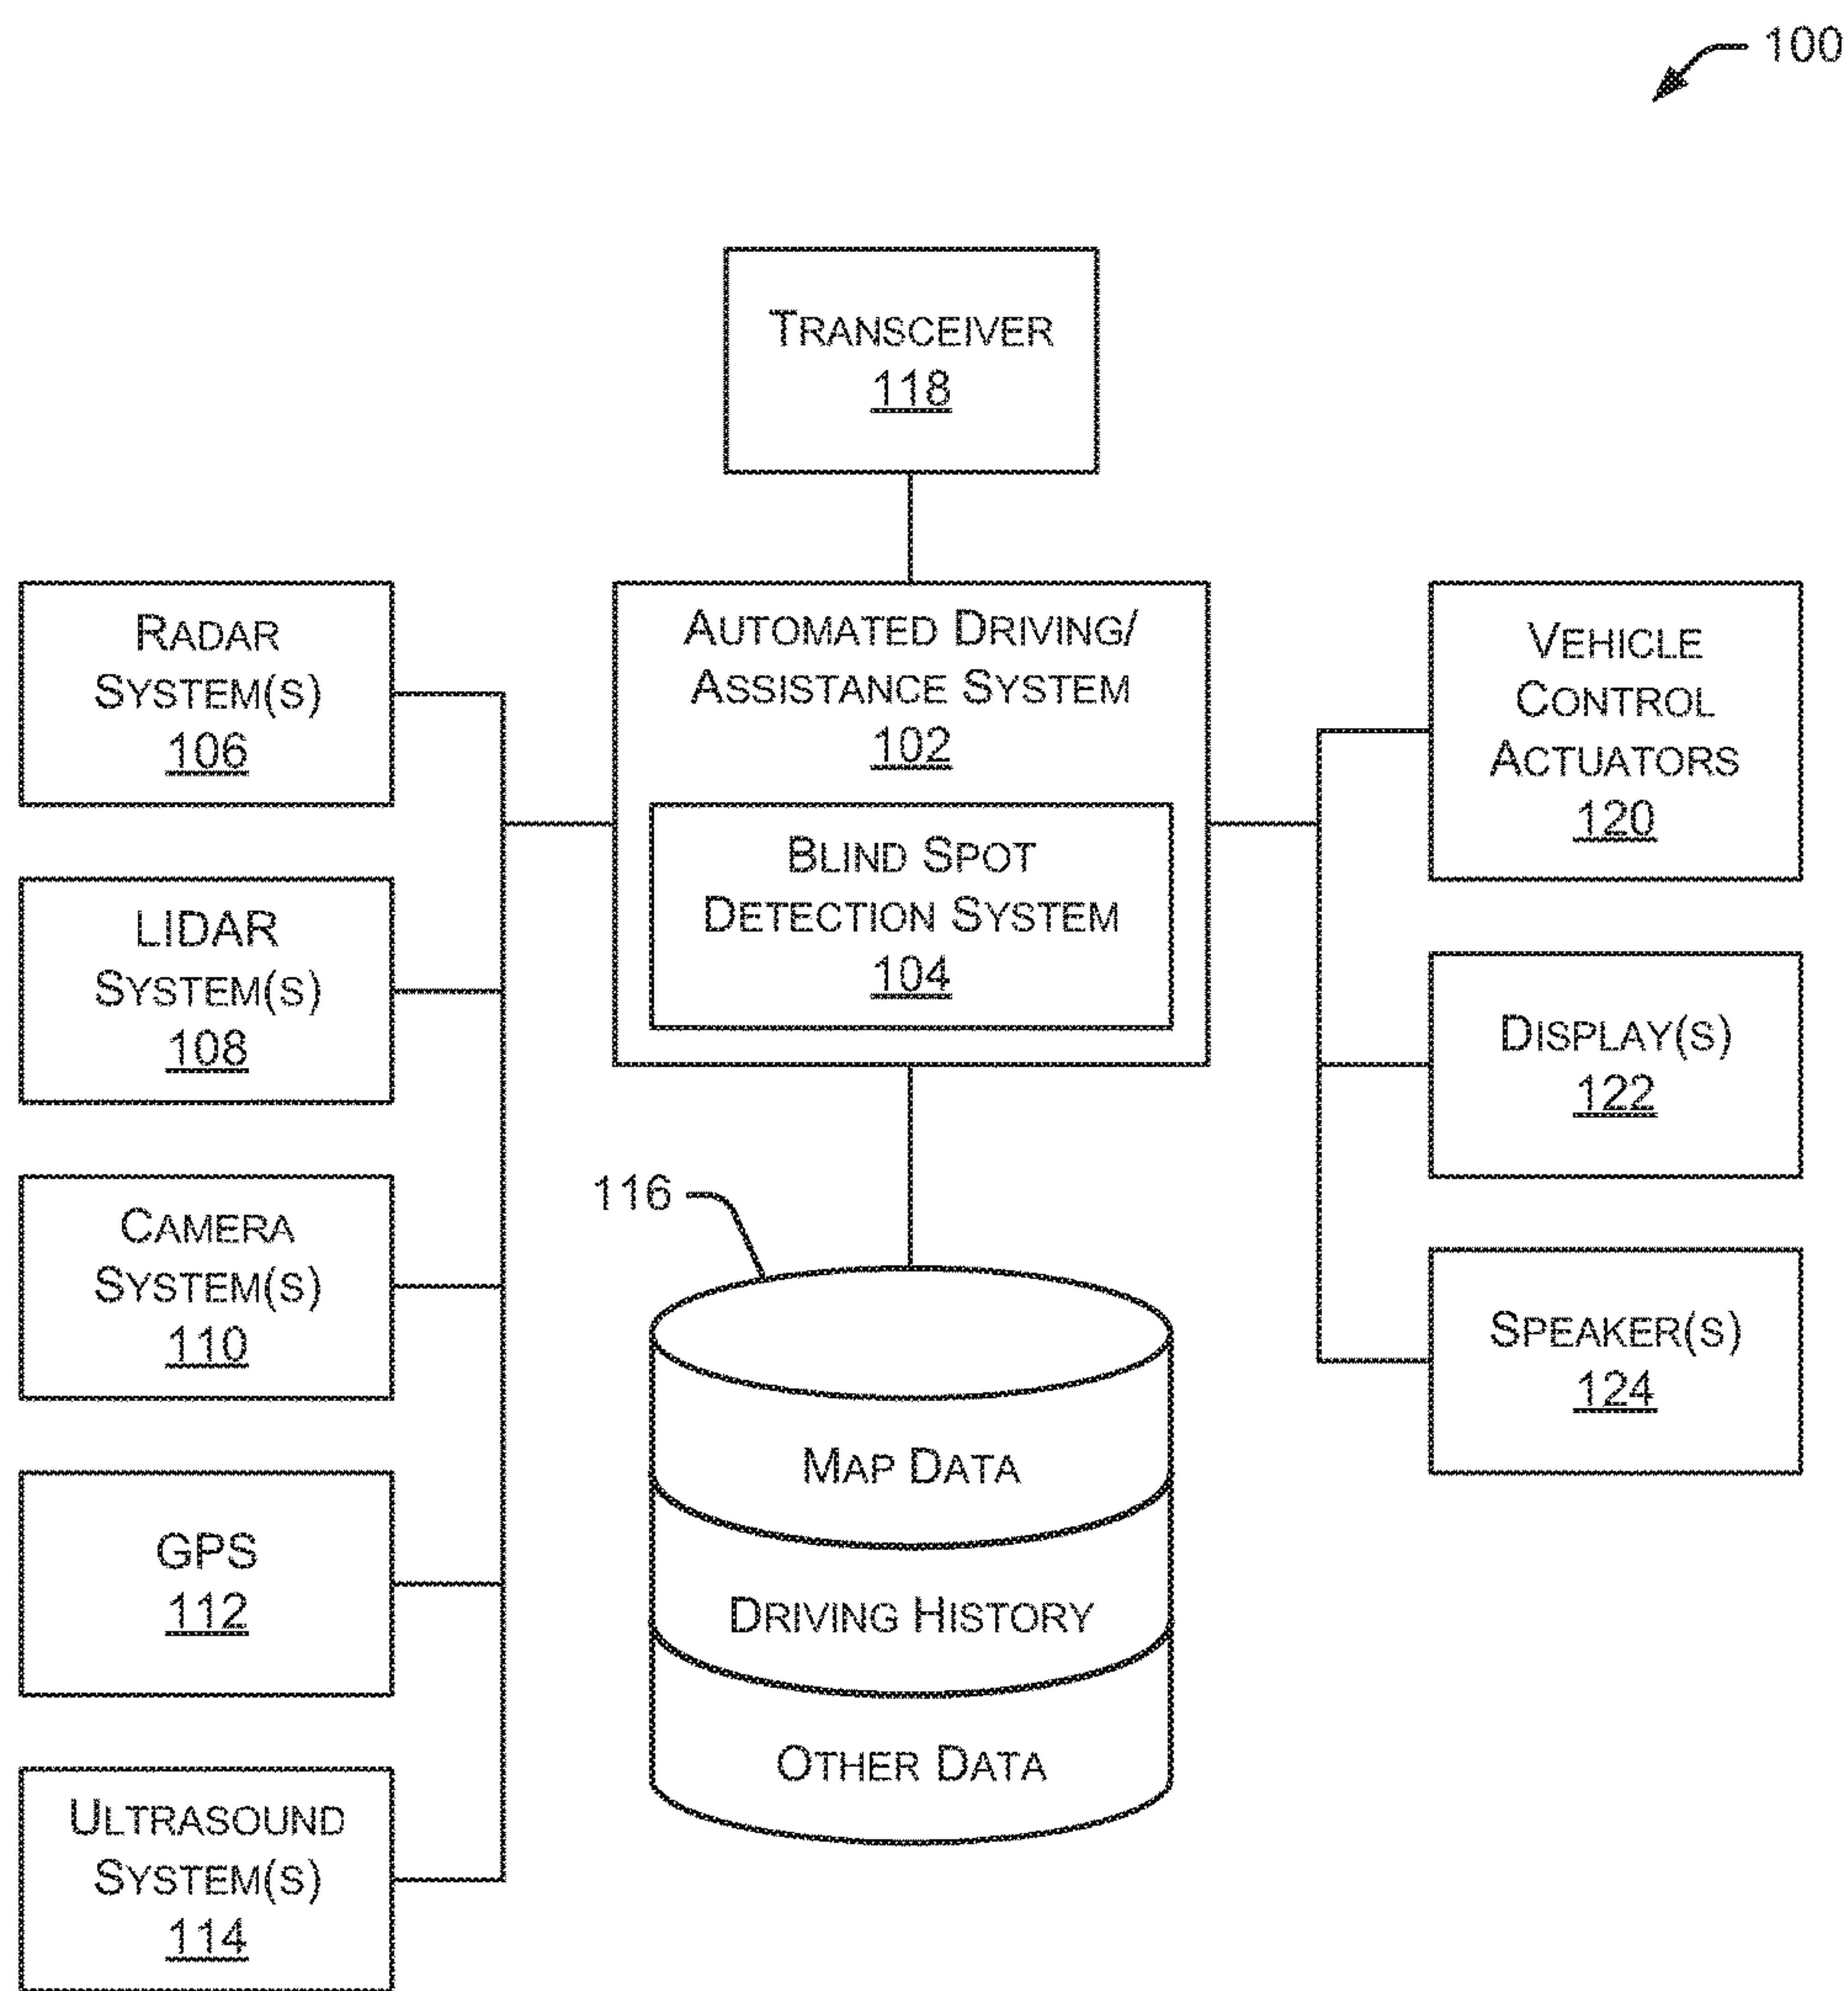 100
TRANSCEIVER
118
RADAR
SYSTEM(S)
106
LIDAR
SYSTEM(S)
108
CAMERA
SYSTEM(S)
110
GPS
112
ULTRASOUND
SYSTEM(S)
114
AUTOMATED DRIVING/
ASSISTANCE SYSTEM
102
BLIND SPOT
DETECTION SYSTEM
104
116
MAP DATA
DRIVING HISTORY
OTHER DATA
VEHICLE
CONTROL
ACTUATORS
120
DISPLAY(S)
122
SPEAKER(S)
124